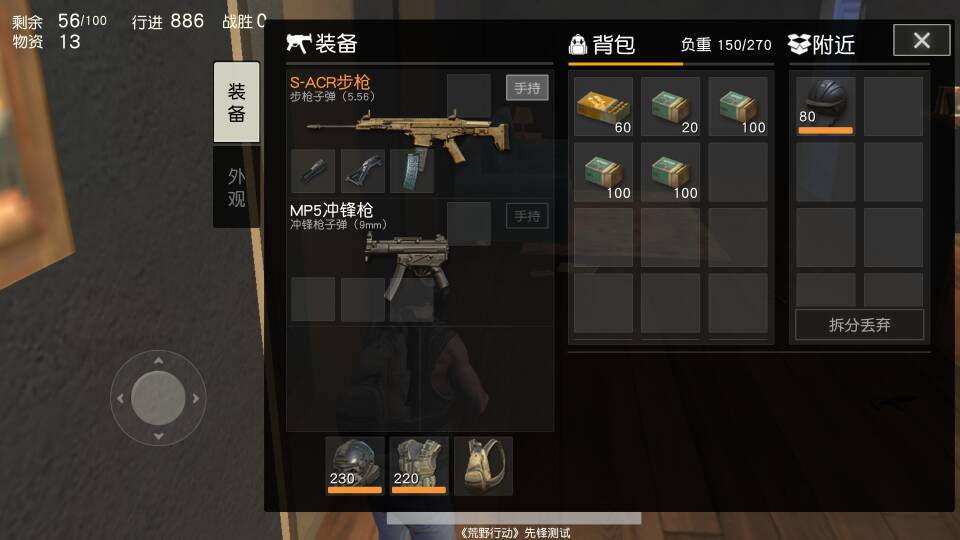 剩余 56/100 行进 886 战胜 0
物资 13
装备
背包 负重 150/270
附近
装备
外观
S-ACR步枪
步枪子弹（5.56）
手持
MP5冲锋枪
冲锋枪子弹（9mm）
手持
60
20
100
100
100
80
拆分丢弃
230
220
《荒野行动》先锋测试